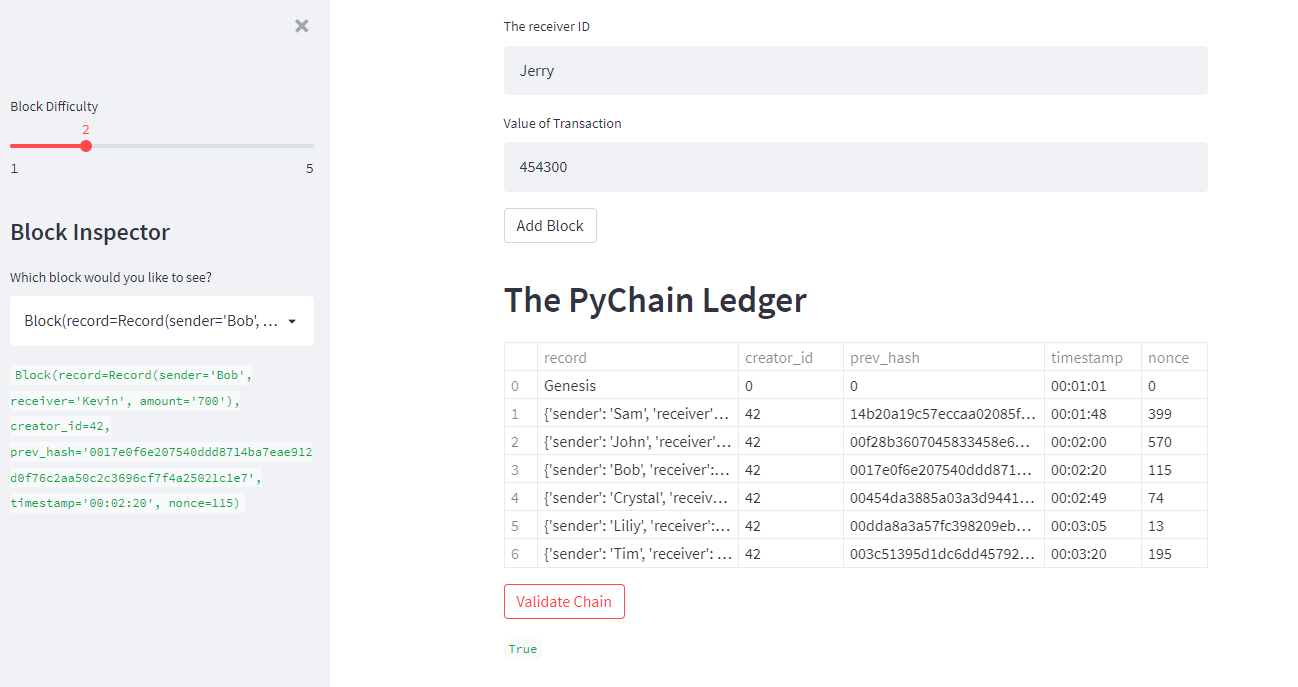 Block Difficulty
2
1 5
Block Inspector
Which block would you like to see?
Block(record=Record(sender='Bob', ...
Block(record=Record(sender='Bob',
receiver='Kevin', amount='700'),
creator_id=42,
prev_hash='0017e0f6e207540ddd8714ba7eae912
d0f76c2aa50c2c3696cf7f4a25021c1e7',
timestamp='00:02:20', nonce=115)
The receiver ID
Jerry
Value of Transaction
454300
Add Block
The PyChain Ledger
record creator_id prev_hash timestamp nonce
0 Genesis 0 0 00:01:01 0
1 {'sender': 'Sam', 'receiver'... 42 14b20a19c57eccaa02085f... 00:01:48 399
2 {'sender': 'John', 'receiver'... 42 00f28b3607045833458e6... 00:02:00 570
3 {'sender': 'Bob', 'receiver':... 42 0017e0f6e207540ddd871... 00:02:20 115
4 {'sender': 'Crystal', 'receiv... 42 00454da3885a03a3d9441... 00:02:49 74
5 {'sender': 'Liliy', 'receiver':... 42 00dda8a3a57fc398209eb... 00:03:05 13
6 {'sender': 'Tim', 'receiver': ... 42 003c51395d1dc6dd45792... 00:03:20 195
Validate Chain
True